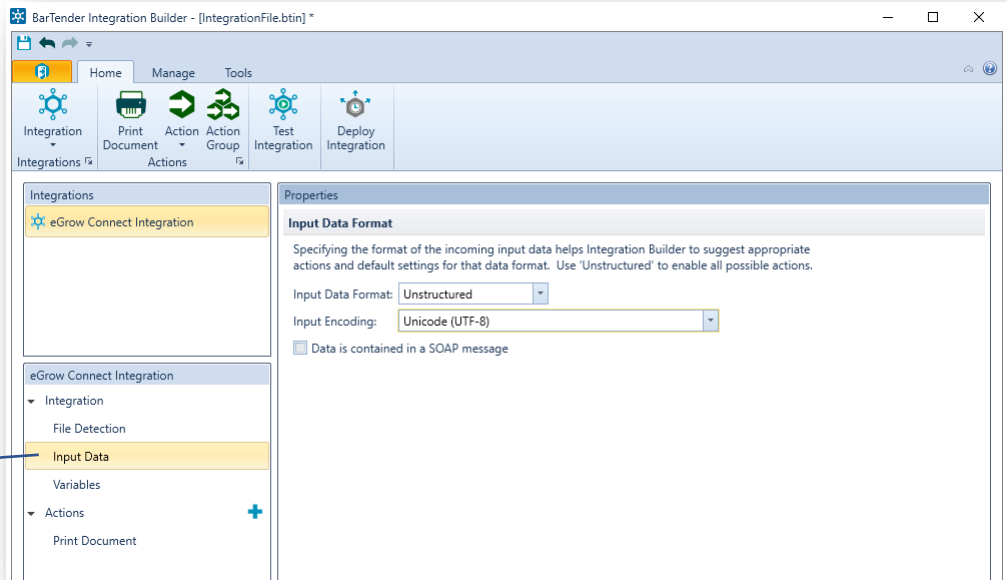 BarTender Integration Builder - [IntegrationFile.btin] *
Home Manage Tools
Integration
Print Document
Action
Action Group
Test Integration
Deploy Integration
Integrations
Actions
Integrations
eGrow Connect Integration
eGrow Connect Integration
Integration
File Detection
Input Data
Variables
Actions
Print Document
Properties
Input Data Format
Specifying the format of the incoming input data helps Integration Builder to suggest appropriate
actions and default settings for that data format. Use 'Unstructured' to enable all possible actions.
Input Data Format: Unstructured
Input Encoding: Unicode (UTF-8)
Data is contained in a SOAP message